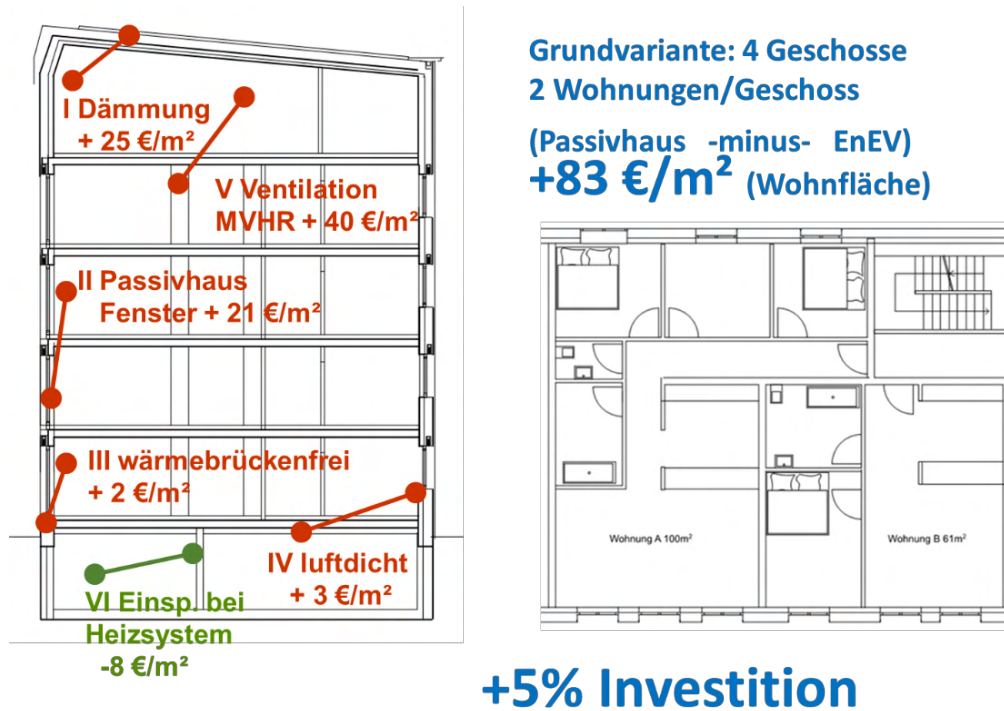 Grundvariante: 4 Geschosse
2 Wohnungen/Geschoss
(Passivhaus -minus- EnEV)
+83 €/m² (Wohnfläche)
I Dämmung
+ 25 €/m²
V Ventilation
MVHR + 40 €/m²
II Passivhaus
Fenster + 21 €/m²
III wärmebrückenfrei
+ 2 €/m²
IV luftdicht
+ 3 €/m²
VI Einsp. bei
Heizsystem
-8 €/m²
Wohnung A 100m²
Wohnung B 61m²
+5% Investition